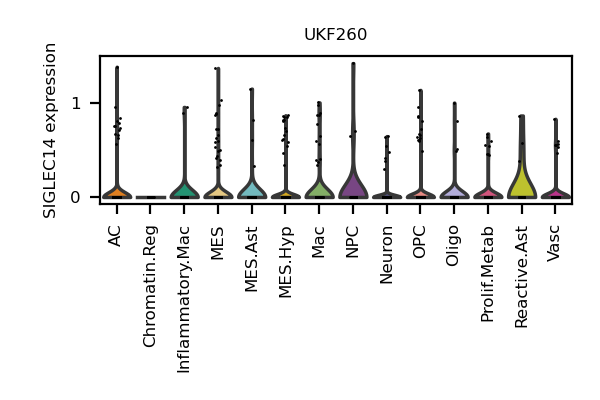 UKF260
SIGLEC14 expression
1
0
AC
Chromatin.Reg
Inflammatory.Mac
MES
MES.Ast
MES.Hyp
Mac
NPC
Neuron
OPC
Oligo
Prolif.Metab
Reactive.Ast
Vasc